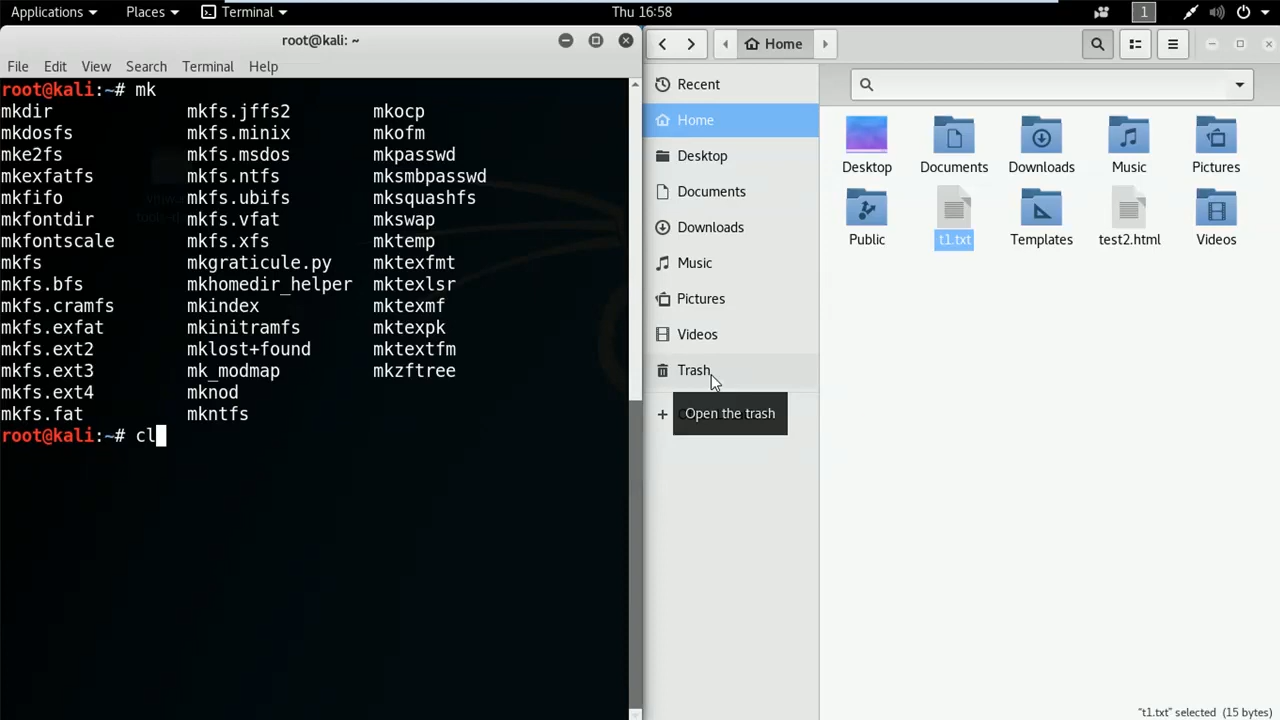 Applications Places Terminal Thu 16:58 1
root@kali: ~
File Edit View Search Terminal Help
root@kali:~# mk
mkdir mkfs.jffs2 mkocp
mkdosfs mkfs.minix mkofm
mke2fs mkfs.msdos mkpasswd
mkexfatfs mkfs.ntfs mksmbpasswd
mkfifo mkfs.ubifs mksquashfs
mkfontdir mkfs.vfat mkswap
mkfontscale mkfs.xfs mktemp
mkfs mkgraticule.py mktexfmt
mkfs.bfs mkhomedir_helper mktexlsr
mkfs.cramfs mkindex mktexmf
mkfs.exfat mkinitramfs mktexpk
mkfs.ext2 mklost+found mktextfm
mkfs.ext3 mk_modmap mkzftree
mkfs.ext4 mknod
mkfs.fat mkntfs
root@kali:~# cl
Home
Recent
Home
Desktop
Documents
Downloads
Music
Pictures
Videos
Trash
Open the trash
Desktop Documents Downloads Music Pictures
Public t1.txt Templates test2.html Videos
"t1.txt" selected (15 bytes)